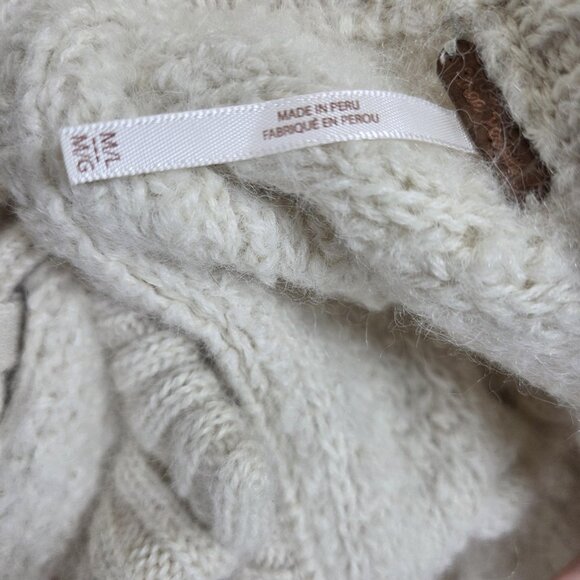 MADE IN PERU
FABRIQUÉ EN PEROU
M/L
M/G